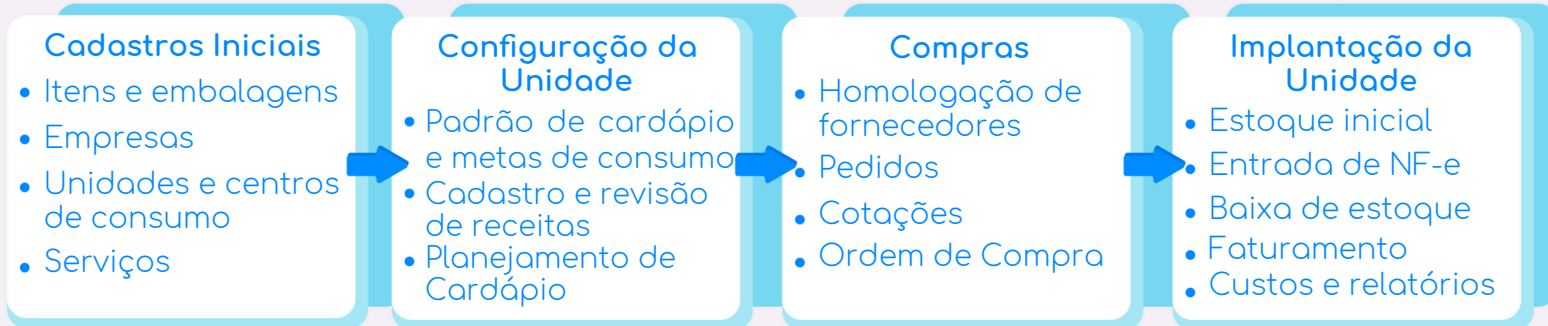 Cadastros Iniciais
• Itens e embalagens
• Empresas
• Unidades e centros
de consumo
• Serviços
Configuração da
Unidade
• Padrão de cardápio
e metas de consumo
• Cadastro e revisão
de receitas
• Planejamento de
Cardápio
Compras
• Homologação de
fornecedores
• Pedidos
• Cotações
• Ordem de Compra
Implantação da
Unidade
• Estoque inicial
• Entrada de NF-e
• Baixa de estoque
• Faturamento
• Custos e relatórios